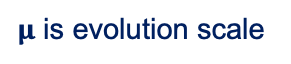 μ is evolution scale